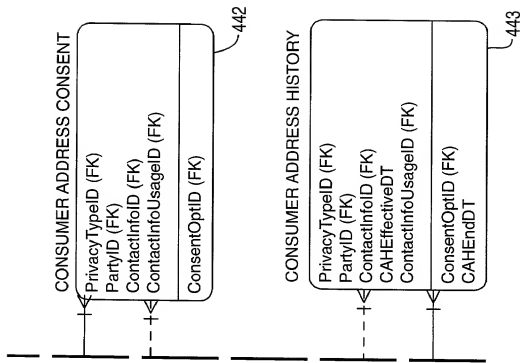 CONSUMER ADDRESS CONSENT
PrivacyTypeID (FK)
PartyID (FK)
ContactInfoID (FK)
ContactInfoUsageID (FK)
ConsentOptID (FK)
442
CONSUMER ADDRESS HISTORY
PrivacyTypeID (FK)
PartyID (FK)
ContactInfoID (FK)
CAHEffectiveDT
ContactInfoUsageID (FK)
ConsentOptID (FK)
CAHEndDT
443